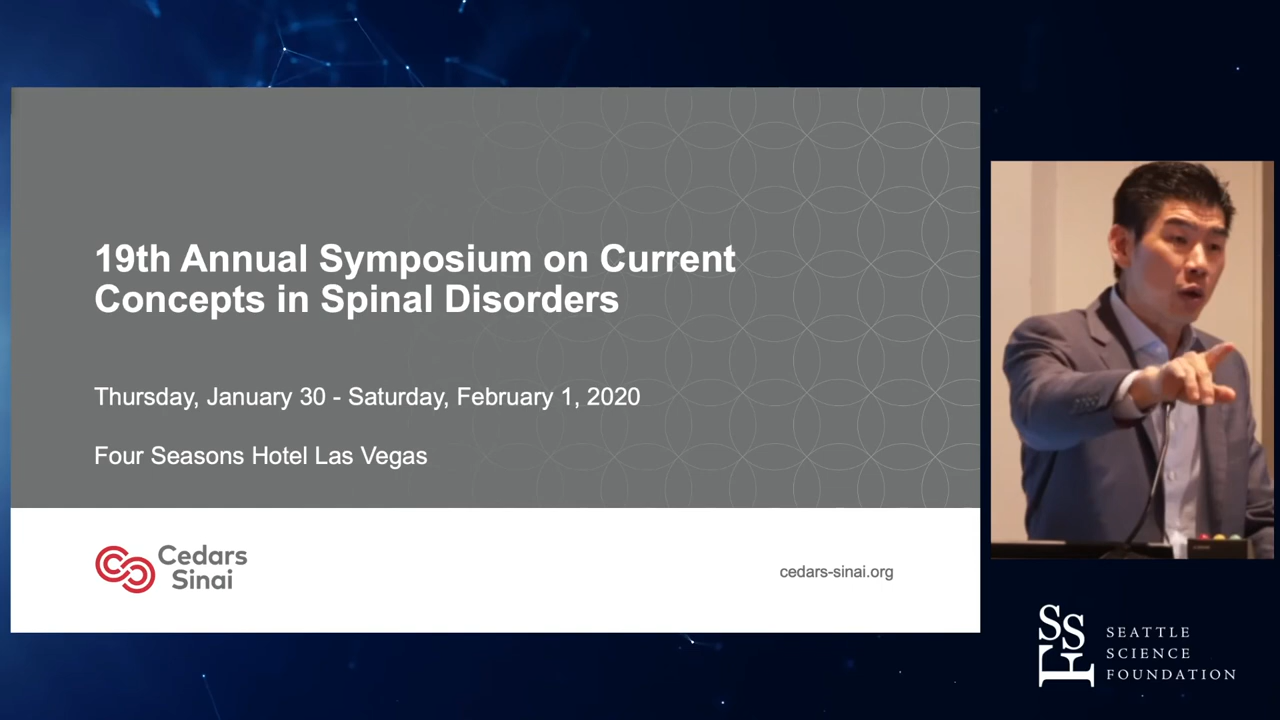 19th Annual Symposium on Current
Concepts in Spinal Disorders
Thursday, January 30 - Saturday, February 1, 2020
Four Seasons Hotel Las Vegas
Cedars
Sinai
cedars-sinai.org
SSF
SEATTLE
SCIENCE
FOUNDATION